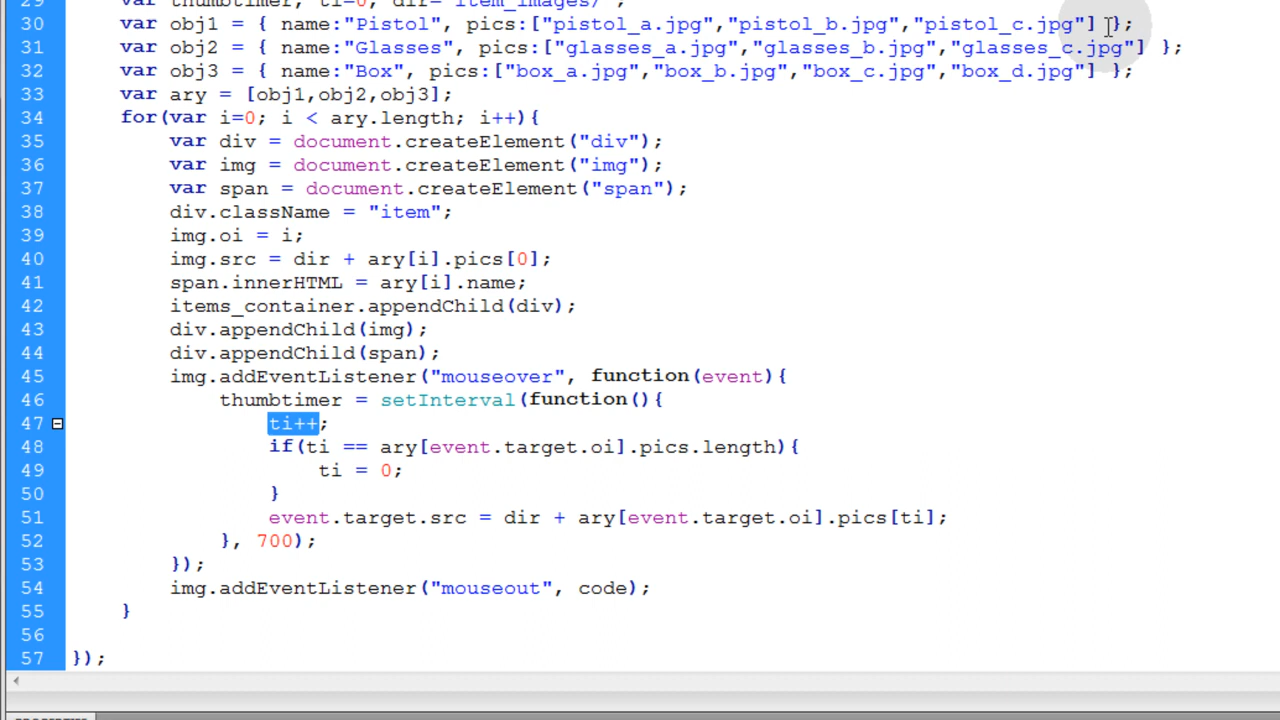 29 var thumbtimer, ti=0, dir="item_images/";
30 var obj1 = { name:"Pistol", pics:["pistol_a.jpg","pistol_b.jpg","pistol_c.jpg"] };
31 var obj2 = { name:"Glasses", pics:["glasses_a.jpg","glasses_b.jpg","glasses_c.jpg"] };
32 var obj3 = { name:"Box", pics:["box_a.jpg","box_b.jpg","box_c.jpg","box_d.jpg"] };
33 var ary = [obj1,obj2,obj3];
34 for(var i=0; i < ary.length; i++){
35 var div = document.createElement("div");
36 var img = document.createElement("img");
37 var span = document.createElement("span");
38 div.className = "item";
39 img.oi = i;
40 img.src = dir + ary[i].pics[0];
41 span.innerHTML = ary[i].name;
42 items_container.appendChild(div);
43 div.appendChild(img);
44 div.appendChild(span);
45 img.addEventListener("mouseover", function(event){
46 thumbtimer = setInterval(function(){
47 ti++;
48 if(ti == ary[event.target.oi].pics.length){
49 ti = 0;
50 }
51 event.target.src = dir + ary[event.target.oi].pics[ti];
52 }, 700);
53 });
54 img.addEventListener("mouseout", code);
55 }
56
57 });